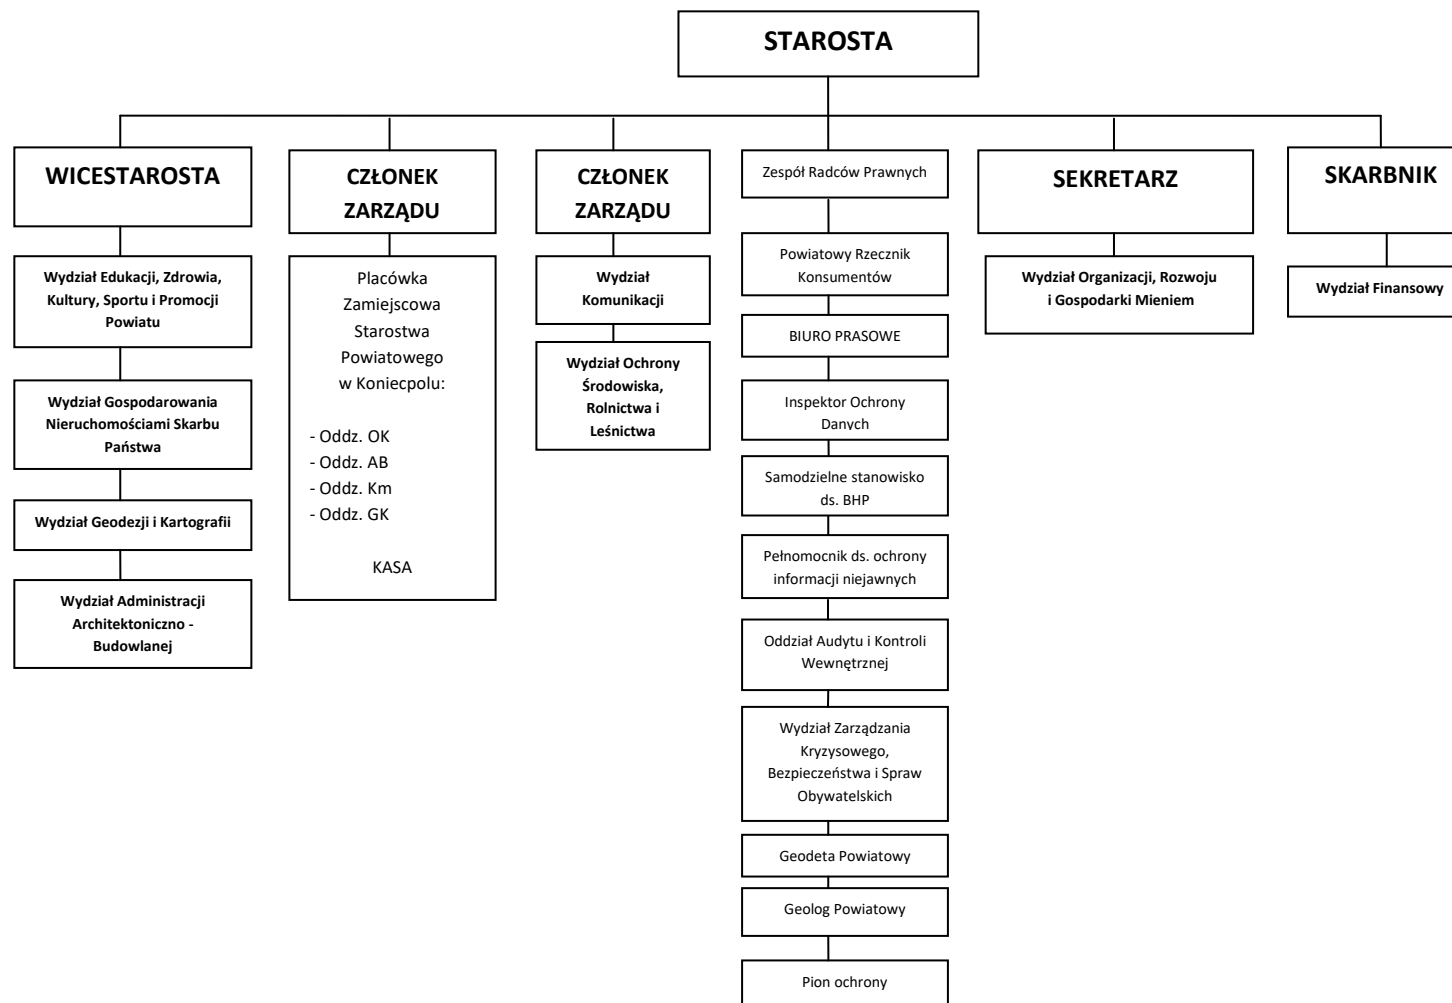 STAROSTA
WICESTAROSTA
Wydział Edukacji, Zdrowia,
Kultury, Sportu i Promocji
Powiatu
Wydział Gospodarowania
Nieruchomościami Skarbu
Państwa
Wydział Geodezji i Kartografii
Wydział Administracji
Architektoniczno -
Budowlanej
CZŁONEK
ZARZĄDU
Placówka
Zamiejscowa
Starostwa
Powiatowego
w Koniecpolu:
- Oddz. OK
- Oddz. AB
- Oddz. Km
- Oddz. GK
KASA
CZŁONEK
ZARZĄDU
Wydział
Komunikacji
Wydział Ochrony
Środowiska,
Rolnictwa i
Leśnictwa
Zespół Radców Prawnych
Powiatowy Rzecznik
Konsumentów
BIURO PRASOWE
Inspektor Ochrony
Danych
Samodzielne stanowisko
ds. BHP
Pełnomocnik ds. ochrony
informacji niejawnych
Oddział Audytu i Kontroli
Wewnętrznej
Wydział Zarządzania
Kryzysowego,
Bezpieczeństwa i Spraw
Obywatelskich
Geodeta Powiatowy
Geolog Powiatowy
Pion ochrony
SEKRETARZ
Wydział Organizacji, Rozwoju
i Gospodarki Mieniem
SKARBNIK
Wydział Finansowy